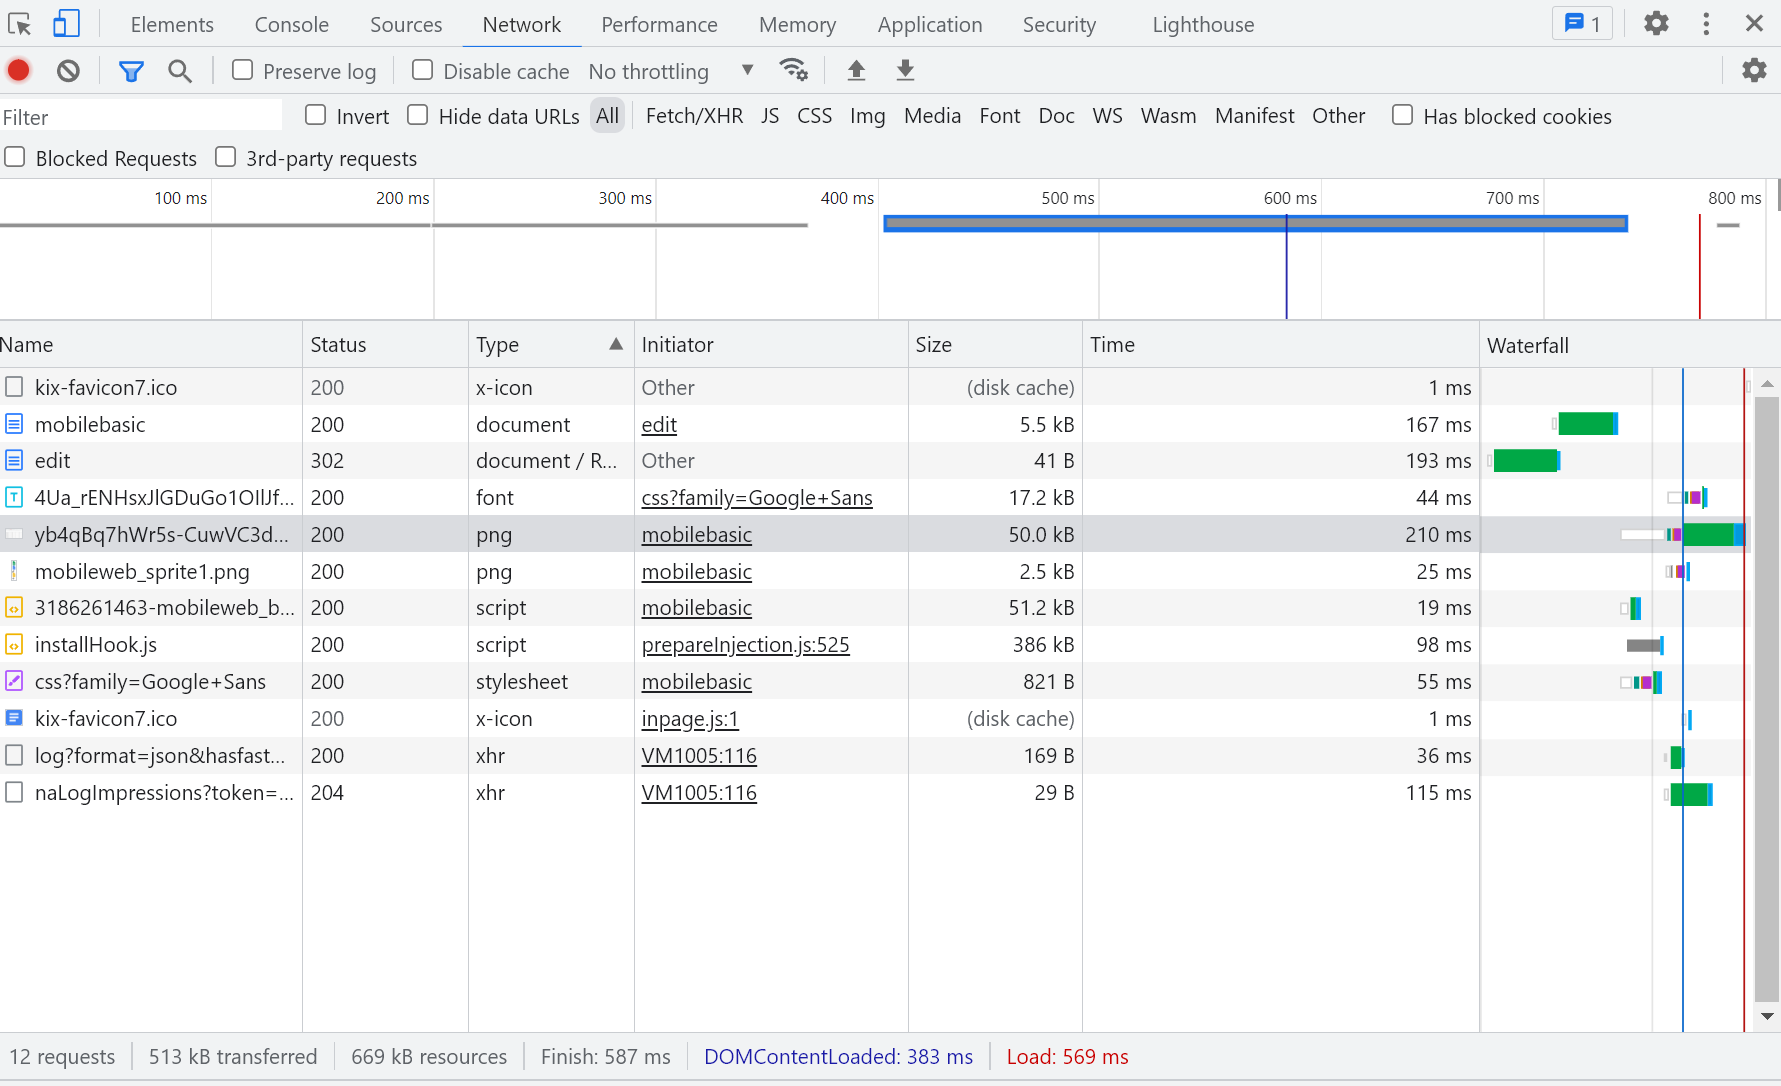 Elements Console Sources Network Performance Memory Application Security Lighthouse 1
Preserve log Disable cache No throttling
Filter Invert Hide data URLs All Fetch/XHR JS CSS Img Media Font Doc WS Wasm Manifest Other Has blocked cookies
Blocked Requests 3rd-party requests
100 ms 200 ms 300 ms 400 ms 500 ms 600 ms 700 ms 800 ms
Name Status Type Initiator Size Time Waterfall
kix-favicon7.ico 200 x-icon Other (disk cache) 1 ms
mobilebasic 200 document edit 5.5 kB 167 ms
edit 302 document / R... Other 41 B 193 ms
4Ua_rENHsxJlGDuGo1OIlJf... 200 font css?family=Google+Sans 17.2 kB 44 ms
yb4qBq7hWr5s-CuwVC3d... 200 png mobilebasic 50.0 kB 210 ms
mobileweb_sprite1.png 200 png mobilebasic 2.5 kB 25 ms
3186261463-mobileweb_b... 200 script mobilebasic 51.2 kB 19 ms
installHook.js 200 script prepareInjection.js:525 386 kB 98 ms
css?family=Google+Sans 200 stylesheet mobilebasic 821 B 55 ms
kix-favicon7.ico 200 x-icon inpage.js:1 (disk cache) 1 ms
log?format=json&hasfast... 200 xhr VM1005:116 169 B 36 ms
naLogImpressions?token=... 204 xhr VM1005:116 29 B 115 ms
12 requests 513 kB transferred 669 kB resources Finish: 587 ms DOMContentLoaded: 383 ms Load: 569 ms